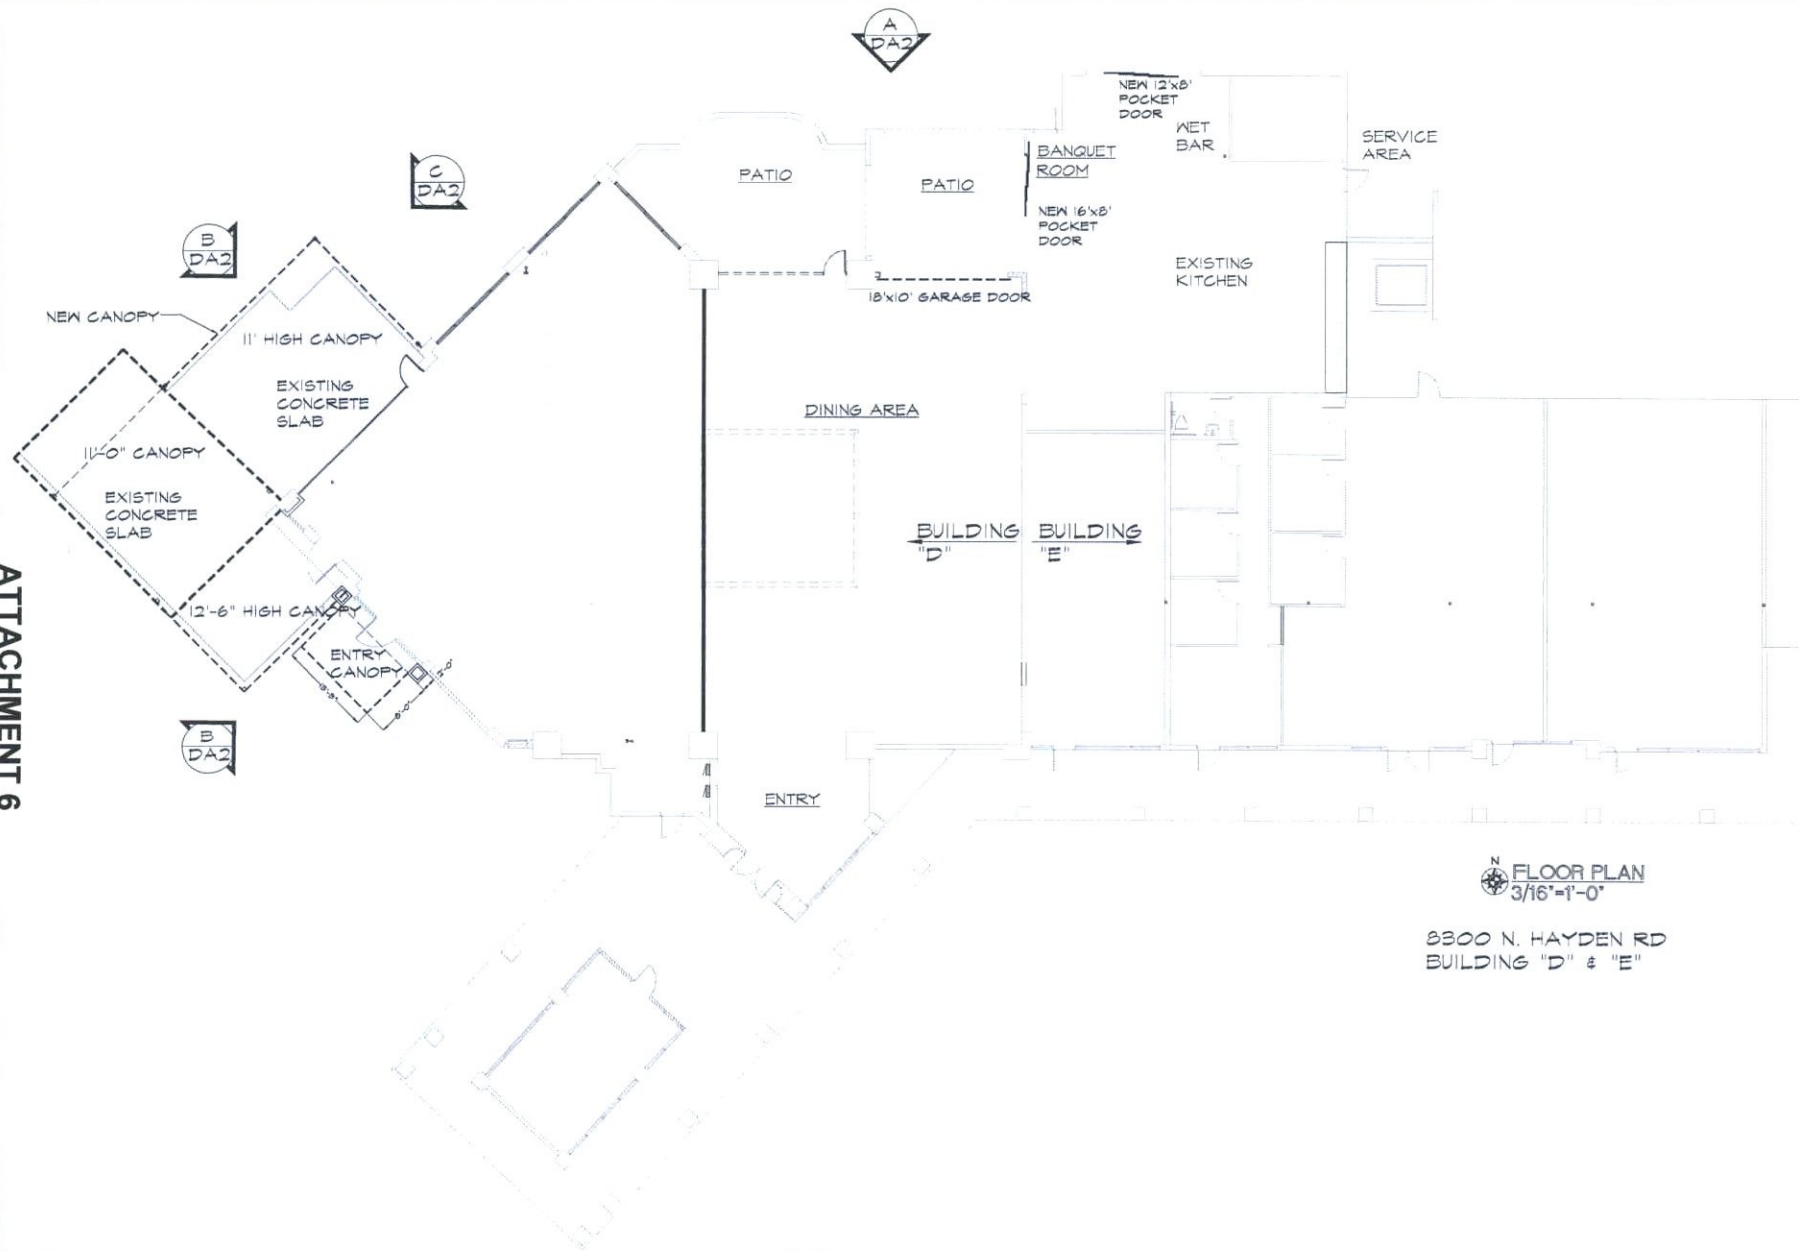 A
DA2
NEW 12'x8'
POCKET
DOOR
WET
BAR
SERVICE
AREA
C
DA2
PATIO
PATIO
BANQUET
ROOM
NEW 16'x8'
POCKET
DOOR
B
DA2
EXISTING
KITCHEN
18'x10' GARAGE DOOR
NEW CANOPY
11' HIGH CANOPY
EXISTING
CONCRETE
SLAB
DINING AREA
11'-0" CANOPY
EXISTING
CONCRETE
SLAB
BUILDING
"D"
BUILDING
"E"
12'-6" HIGH CANOPY
ENTRY
CANOPY
B
DA2
ENTRY
ATTACHMENT 6
N
FLOOR PLAN
3/16"=1'-0"
8300 N. HAYDEN RD
BUILDING "D" & "E"